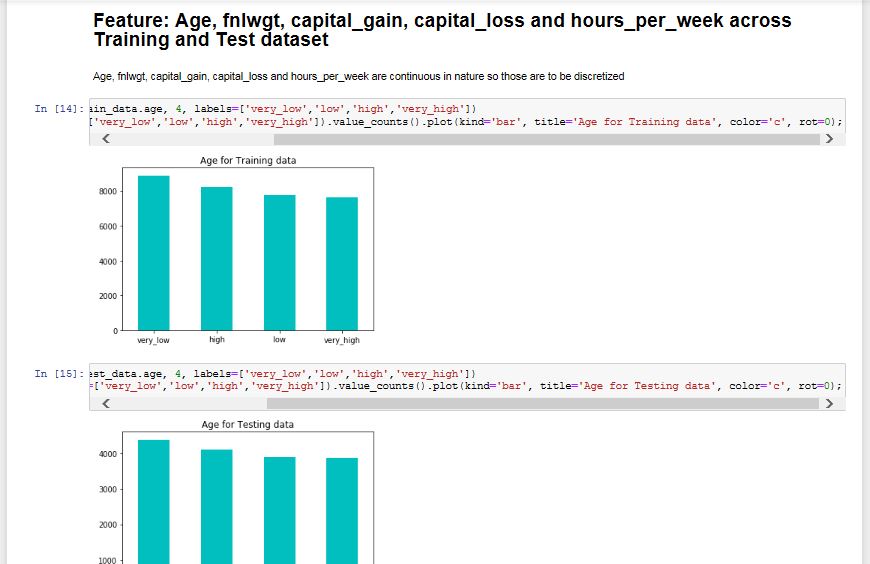 Feature: Age, fnlwgt, capital_gain, capital_loss and hours_per_week across
Training and Test dataset
Age, fnlwgt, capital_gain, capital_loss and hours_per_week are continuous in nature so those are to be discretized
In [14]: ain_data.age, 4, labels=['very_low','low','high','very_high'])
['very_low','low','high','very_high']).value_counts().plot(kind='bar', title='Age for Training data', color='c', rot=0);
Age for Training data
8000
6000
4000
2000
0
very_low high low very_high
In [15]: est_data.age, 4, labels=['very_low','low','high','very_high'])
=['very_low','low','high','very_high']).value_counts().plot(kind='bar', title='Age for Testing data', color='c', rot=0);
Age for Testing data
4000
3000
2000
1000